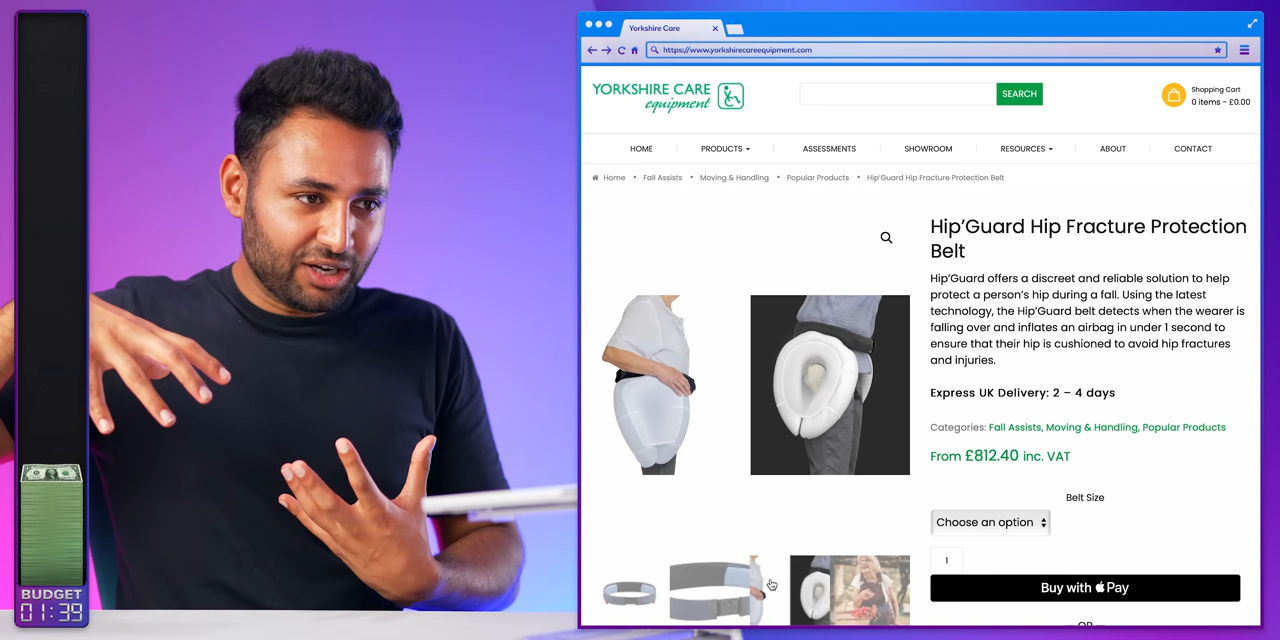 Yorkshire Care
https://www.yorkshirecareequipment.com
YORKSHIRE CARE
equipment
SEARCH
Shopping Cart
0 items - £0.00
HOME
PRODUCTS
ASSESSMENTS
SHOWROOM
RESOURCES
ABOUT
CONTACT
Home • Fall Assists • Moving & Handling • Popular Products • Hip'Guard Hip Fracture Protection Belt
Hip'Guard Hip Fracture Protection
Belt
Hip'Guard offers a discreet and reliable solution to help
protect a person's hip during a fall. Using the latest
technology, the Hip'Guard belt detects when the wearer is
falling over and inflates an airbag in under 1 second to
ensure that their hip is cushioned to avoid hip fractures
and injuries.
Express UK Delivery: 2 – 4 days
Categories: Fall Assists, Moving & Handling, Popular Products
From £812.40 inc. VAT
Belt Size
Choose an option
1
Buy with Pay
— OR —
BUDGET
01:39